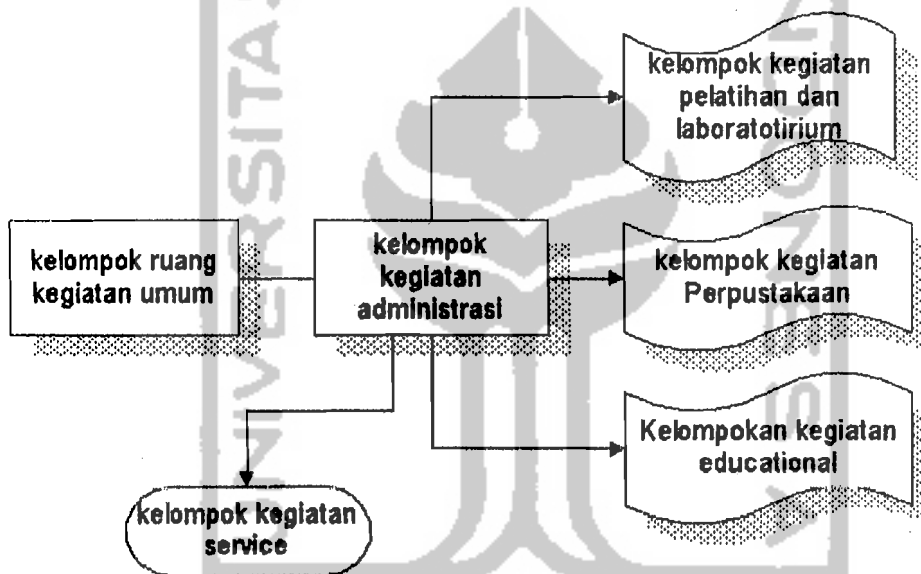 kelompok kegiatan
pelatihan dan
laboratotirium
kelompok ruang
kegiatan umum
kelompok
kegiatan
administrasi
kelompok kegiatan
Perpustakaan
Kelompokan kegiatan
educational
kelompok kegiatan
service